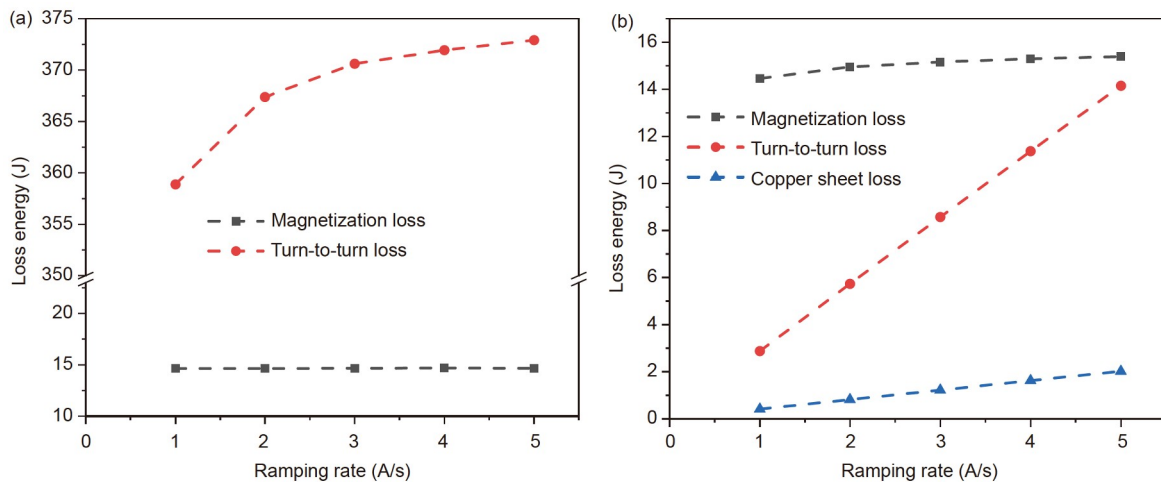 (a)
375
370
365
360
355
350
20
15
10
Loss energy (J)
Magnetization loss
Turn-to-turn loss
0
1
2
3
4
5
Ramping rate (A/s)
(b)
16
14
12
10
8
6
4
2
0
Loss energy (J)
Magnetization loss
Turn-to-turn loss
Copper sheet loss
0
1
2
3
4
5
Ramping rate (A/s)